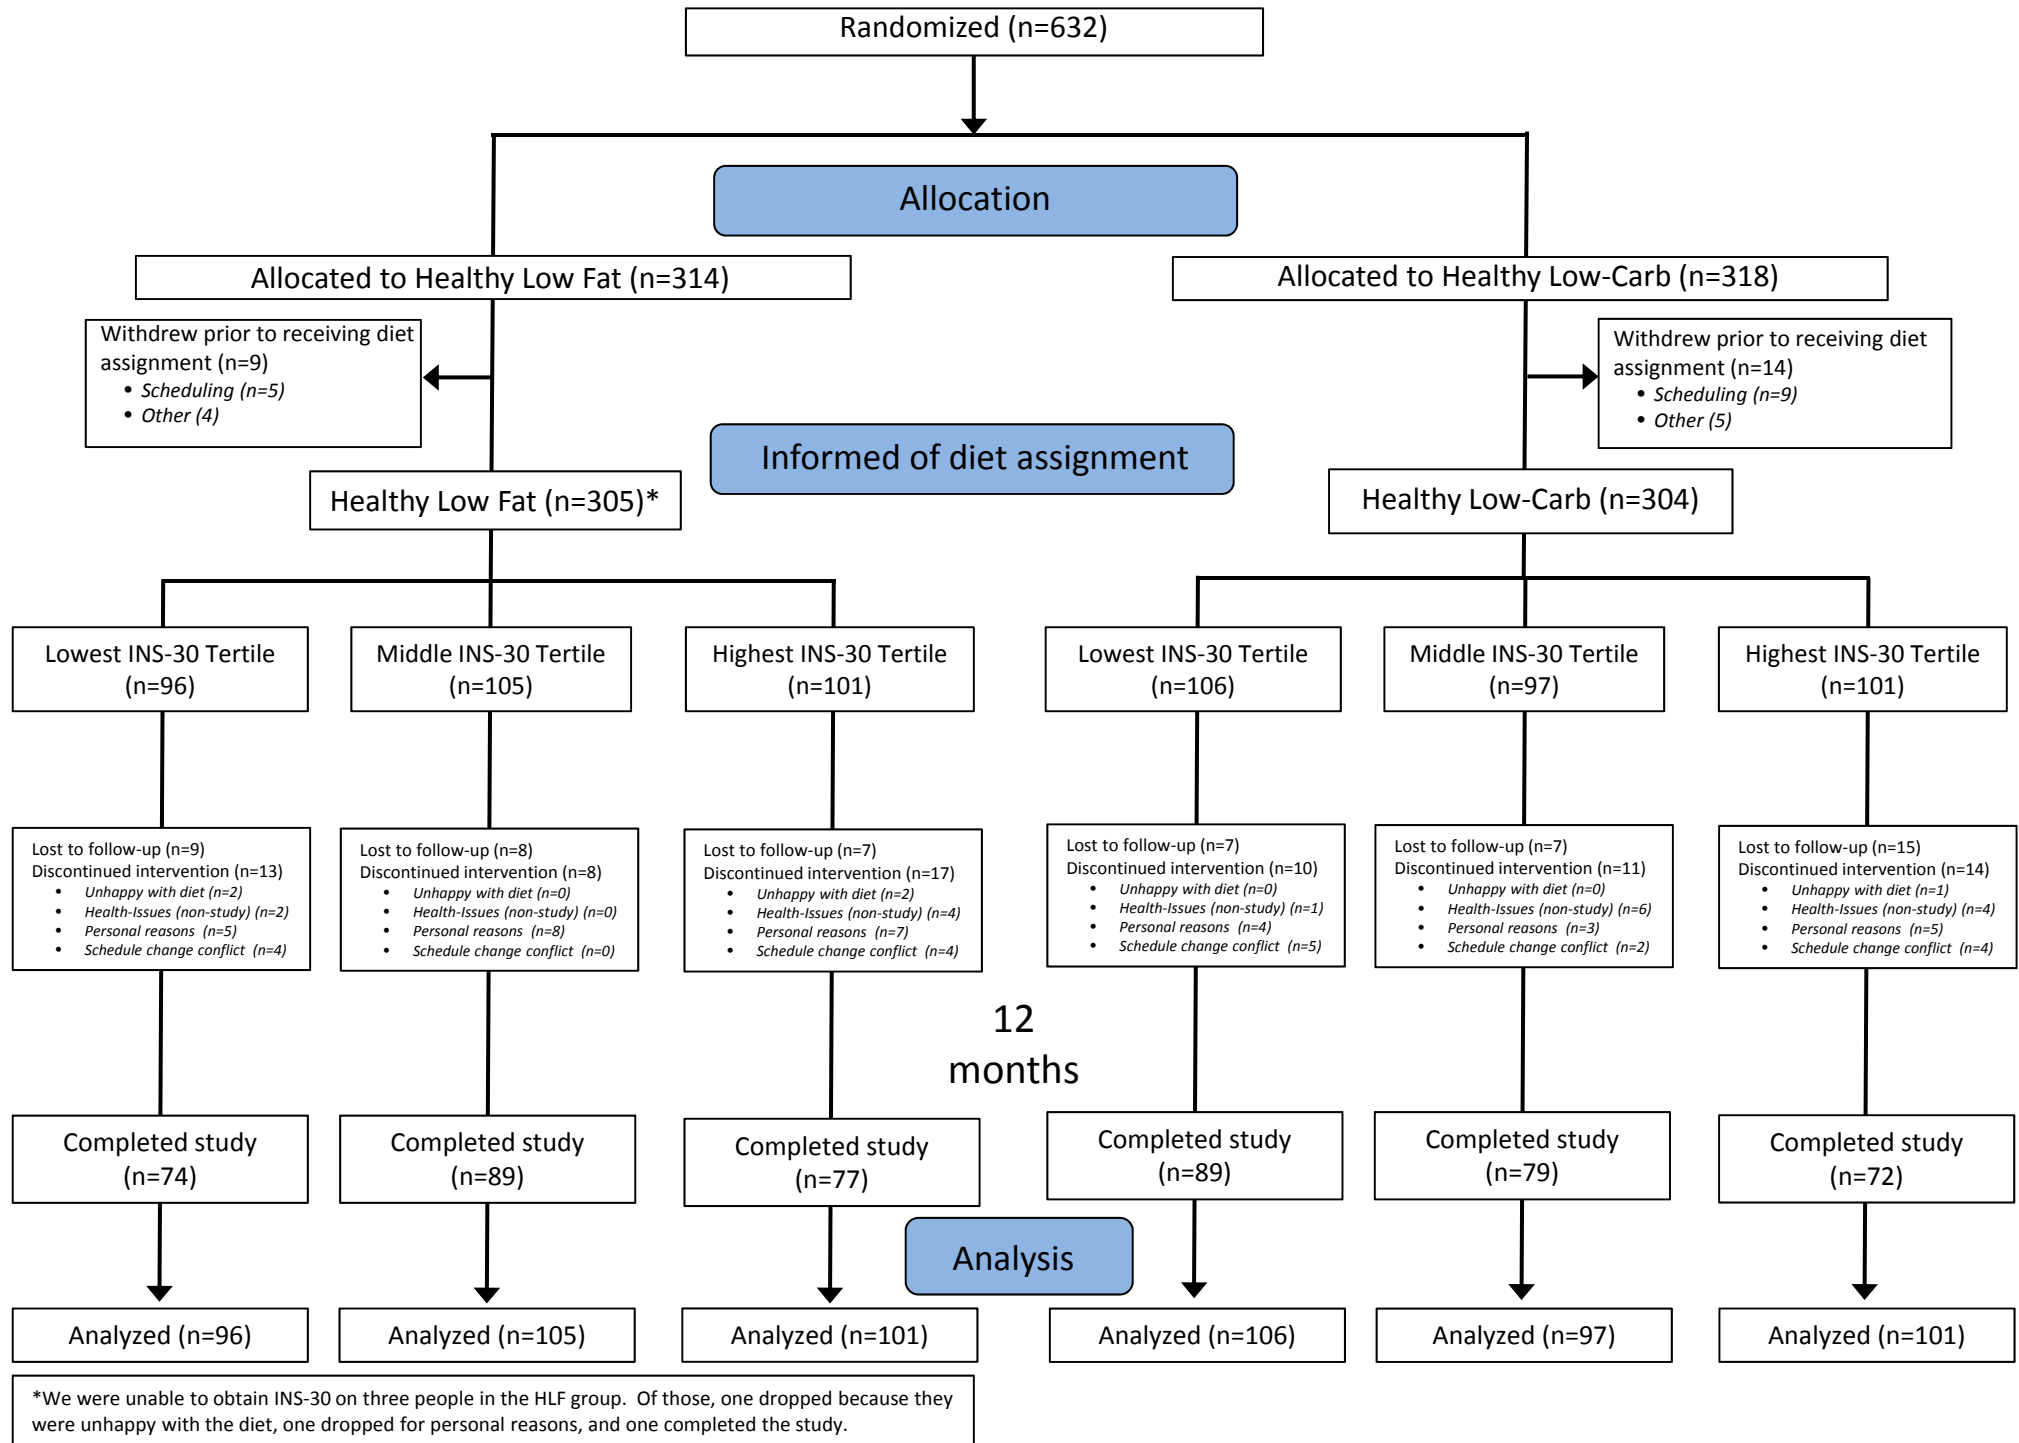 Randomized (n=632)
Allocation
Allocated to Healthy Low Fat (n=314)
Allocated to Healthy Low-Carb (n=318)
Withdrew prior to receiving diet
assignment (n=9)
• Scheduling (n=5)
• Other (4)
Withdrew prior to receiving diet
assignment (n=14)
• Scheduling (n=9)
• Other (5)
Informed of diet assignment
Healthy Low Fat (n=305)*
Healthy Low-Carb (n=304)
Lowest INS-30 Tertile
(n=96)
Middle INS-30 Tertile
(n=105)
Highest INS-30 Tertile
(n=101)
Lowest INS-30 Tertile
(n=106)
Middle INS-30 Tertile
(n=97)
Highest INS-30 Tertile
(n=101)
Lost to follow-up (n=9)
Discontinued intervention (n=13)
• Unhappy with diet (n=2)
• Health-Issues (non-study) (n=2)
• Personal reasons (n=5)
• Schedule change conflict (n=4)
Lost to follow-up (n=8)
Discontinued intervention (n=8)
• Unhappy with diet (n=0)
• Health-Issues (non-study) (n=0)
• Personal reasons (n=8)
• Schedule change conflict (n=0)
Lost to follow-up (n=7)
Discontinued intervention (n=17)
• Unhappy with diet (n=2)
• Health-Issues (non-study) (n=4)
• Personal reasons (n=7)
• Schedule change conflict (n=4)
Lost to follow-up (n=7)
Discontinued intervention (n=10)
• Unhappy with diet (n=0)
• Health-Issues (non-study) (n=1)
• Personal reasons (n=4)
• Schedule change conflict (n=5)
Lost to follow-up (n=7)
Discontinued intervention (n=11)
• Unhappy with diet (n=0)
• Health-Issues (non-study) (n=6)
• Personal reasons (n=3)
• Schedule change conflict (n=2)
Lost to follow-up (n=15)
Discontinued intervention (n=14)
• Unhappy with diet (n=1)
• Health-Issues (non-study) (n=4)
• Personal reasons (n=5)
• Schedule change conflict (n=4)
12
months
Completed study
(n=74)
Completed study
(n=89)
Completed study
(n=77)
Completed study
(n=89)
Completed study
(n=79)
Completed study
(n=72)
Analysis
Analyzed (n=96)
Analyzed (n=105)
Analyzed (n=101)
Analyzed (n=106)
Analyzed (n=97)
Analyzed (n=101)
*We were unable to obtain INS-30 on three people in the HLF group. Of those, one dropped because they
were unhappy with the diet, one dropped for personal reasons, and one completed the study.